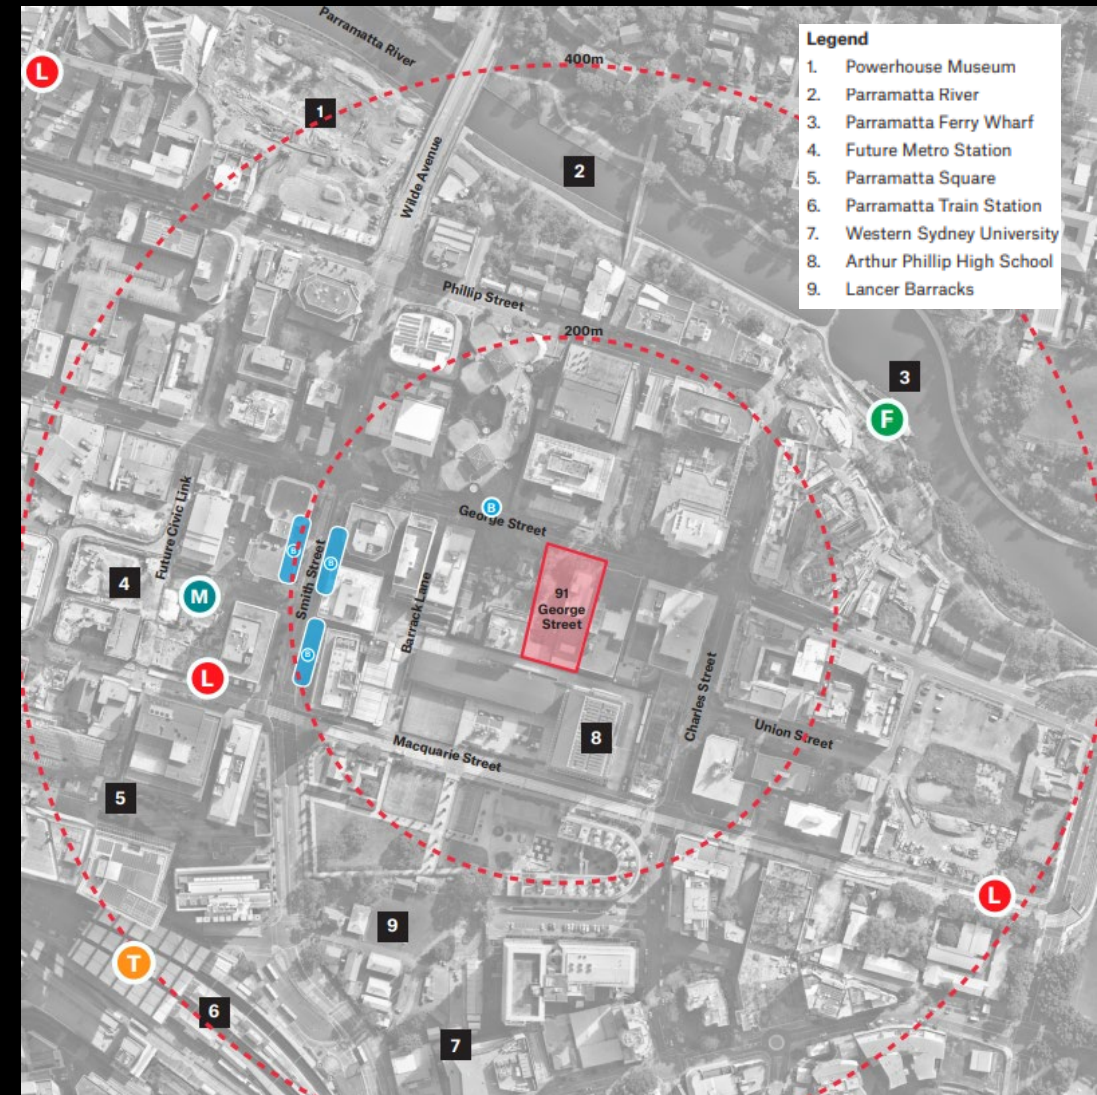 Parramatta River
Legend
1. Powerhouse Museum
2. Parramatta River
3. Parramatta Ferry Wharf
4. Future Metro Station
5. Parramatta Square
6. Parramatta Train Station
7. Western Sydney University
8. Arthur Phillip High School
9. Lancer Barracks
L
400m
1
Wilde Avenue
2
Phillip Street
200m
3
F
Future Civic Link
B
George Street
B
B
Smith Street
4
M
Barrack Lane
91
George
Street
B
L
Charles Street
Union Street
8
Macquarie Street
5
L
9
T
6
7